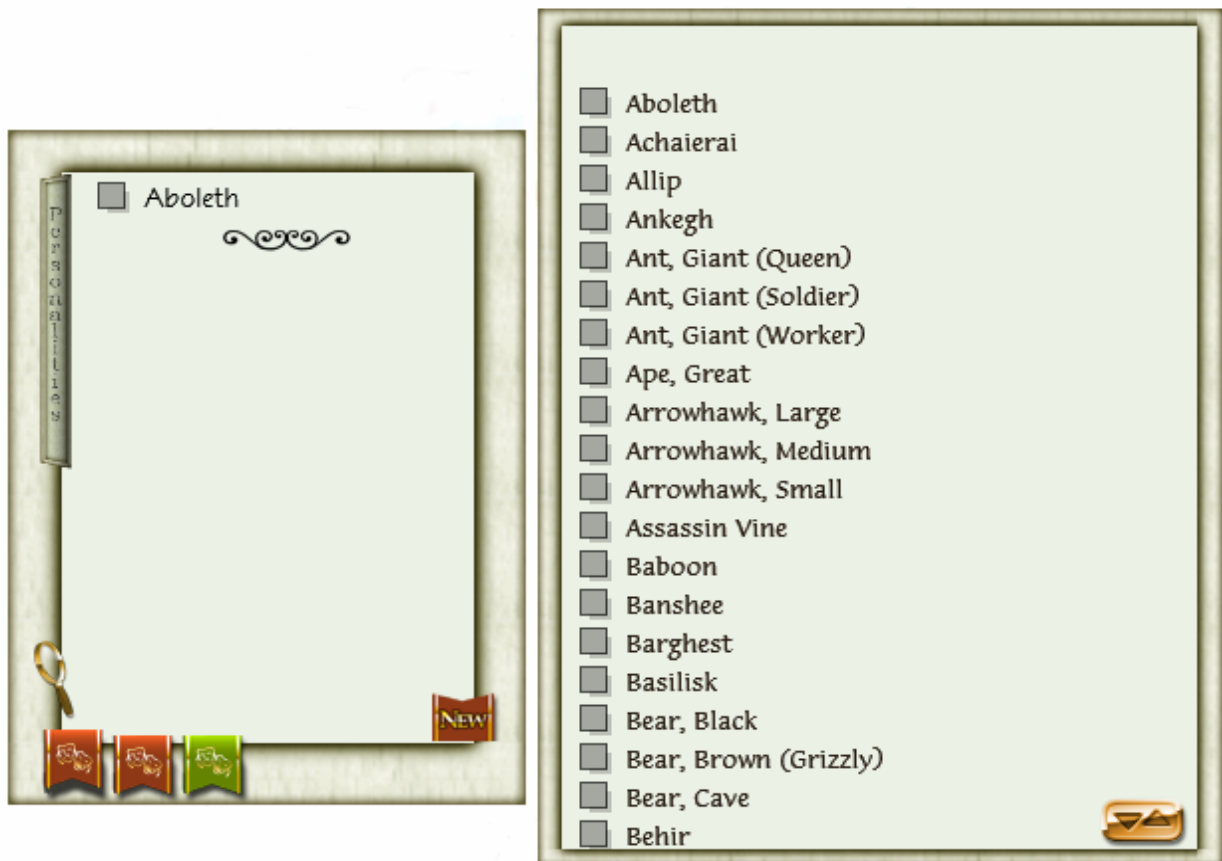 Personalities
Aboleth
NEW
Aboleth
Achaierai
Allip
Ankegh
Ant, Giant (Queen)
Ant, Giant (Soldier)
Ant, Giant (Worker)
Ape, Great
Arrowhawk, Large
Arrowhawk, Medium
Arrowhawk, Small
Assassin Vine
Baboon
Banshee
Barghest
Basilisk
Bear, Black
Bear, Brown (Grizzly)
Bear, Cave
Behir